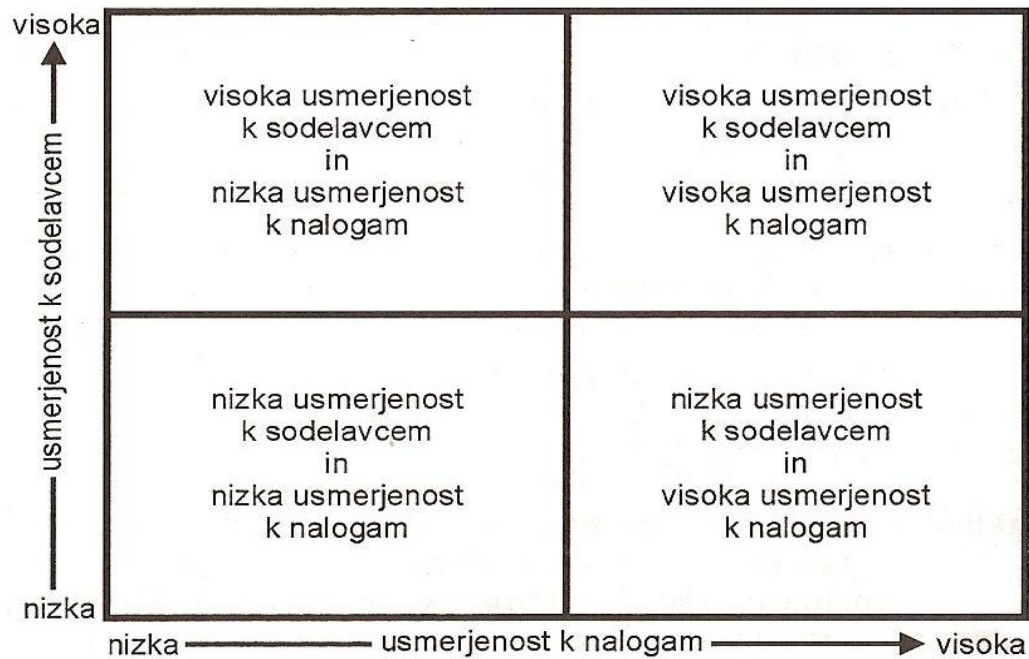 visoka
usmerjenost k sodelavcem
nizka
visoka usmerjenost
k sodelavcem
in
nizka usmerjenost
k nalogam
visoka usmerjenost
k sodelavcem
in
visoka usmerjenost
k nalogam
nizka usmerjenost
k sodelavcem
in
nizka usmerjenost
k nalogam
nizka usmerjenost
k sodelavcem
in
visoka usmerjenost
k nalogam
nizka
usmerjenost k nalogam
visoka